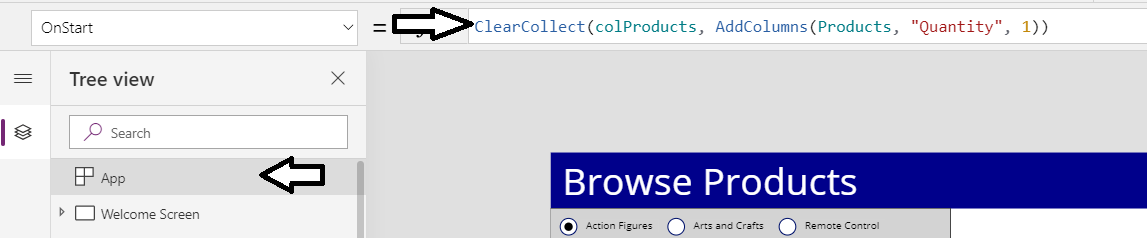 OnStart = ClearCollect(colProducts, AddColumns(Products, "Quantity", 1))
Tree view
Search
App
Browse Products
Welcome Screen
Action Figures Arts and Crafts Remote Control